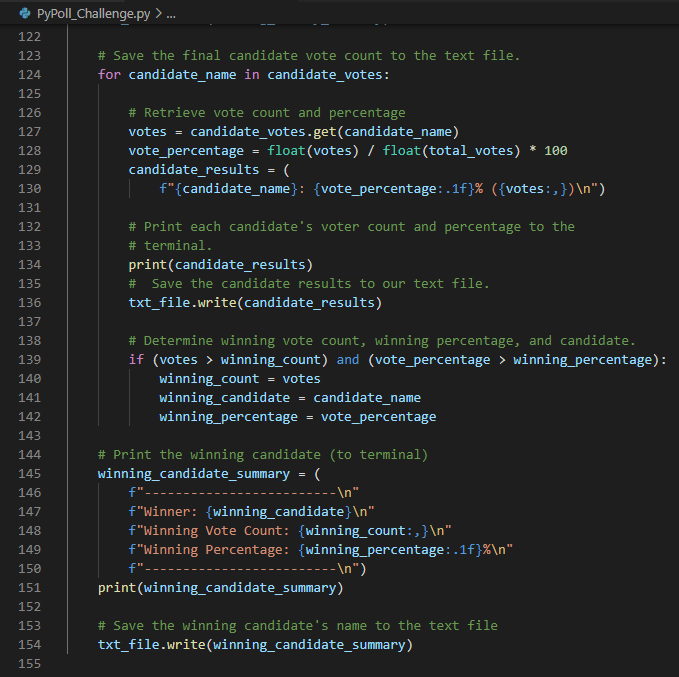 PyPoll_Challenge.py > ...
122
123 # Save the final candidate vote count to the text file.
124 for candidate_name in candidate_votes:
125
126 # Retrieve vote count and percentage
127 votes = candidate_votes.get(candidate_name)
128 vote_percentage = float(votes) / float(total_votes) * 100
129 candidate_results = (
130 f"{candidate_name}: {vote_percentage:.1f}% ({votes:,})\n")
131
132 # Print each candidate's voter count and percentage to the
133 # terminal.
134 print(candidate_results)
135 #  Save the candidate results to our text file.
136 txt_file.write(candidate_results)
137
138 # Determine winning vote count, winning percentage, and candidate.
139 if (votes > winning_count) and (vote_percentage > winning_percentage):
140 winning_count = votes
141 winning_candidate = candidate_name
142 winning_percentage = vote_percentage
143
144 # Print the winning candidate (to terminal)
145 winning_candidate_summary = (
146 f"-------------------------\n"
147 f"Winner: {winning_candidate}\n"
148 f"Winning Vote Count: {winning_count:,}\n"
149 f"Winning Percentage: {winning_percentage:.1f}%\n"
150 f"-------------------------\n")
151 print(winning_candidate_summary)
152
153 # Save the winning candidate's name to the text file
154 txt_file.write(winning_candidate_summary)
155